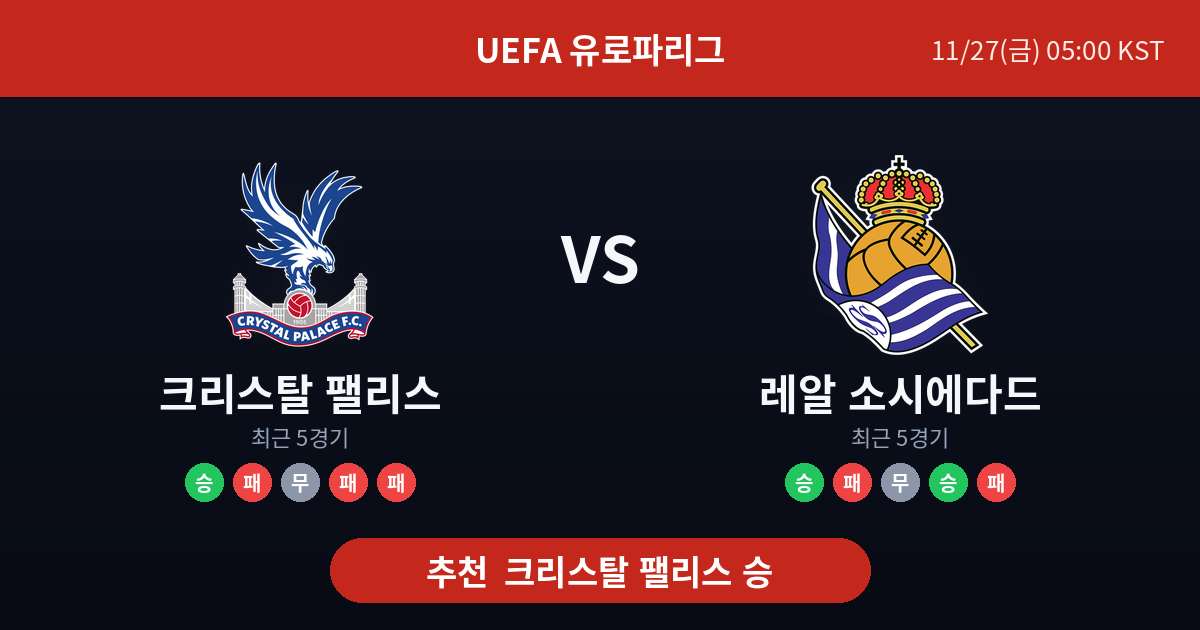 UEFA 유로파리그
11/27(금) 05:00 KST
VS
1905
CRYSTAL PALACE F.C.
크리스탈 팰리스
레알 소시에다드
최근 5경기
최근 5경기
승 패 무 패 패
승 패 무 승 패
추천 크리스탈 팰리스 승